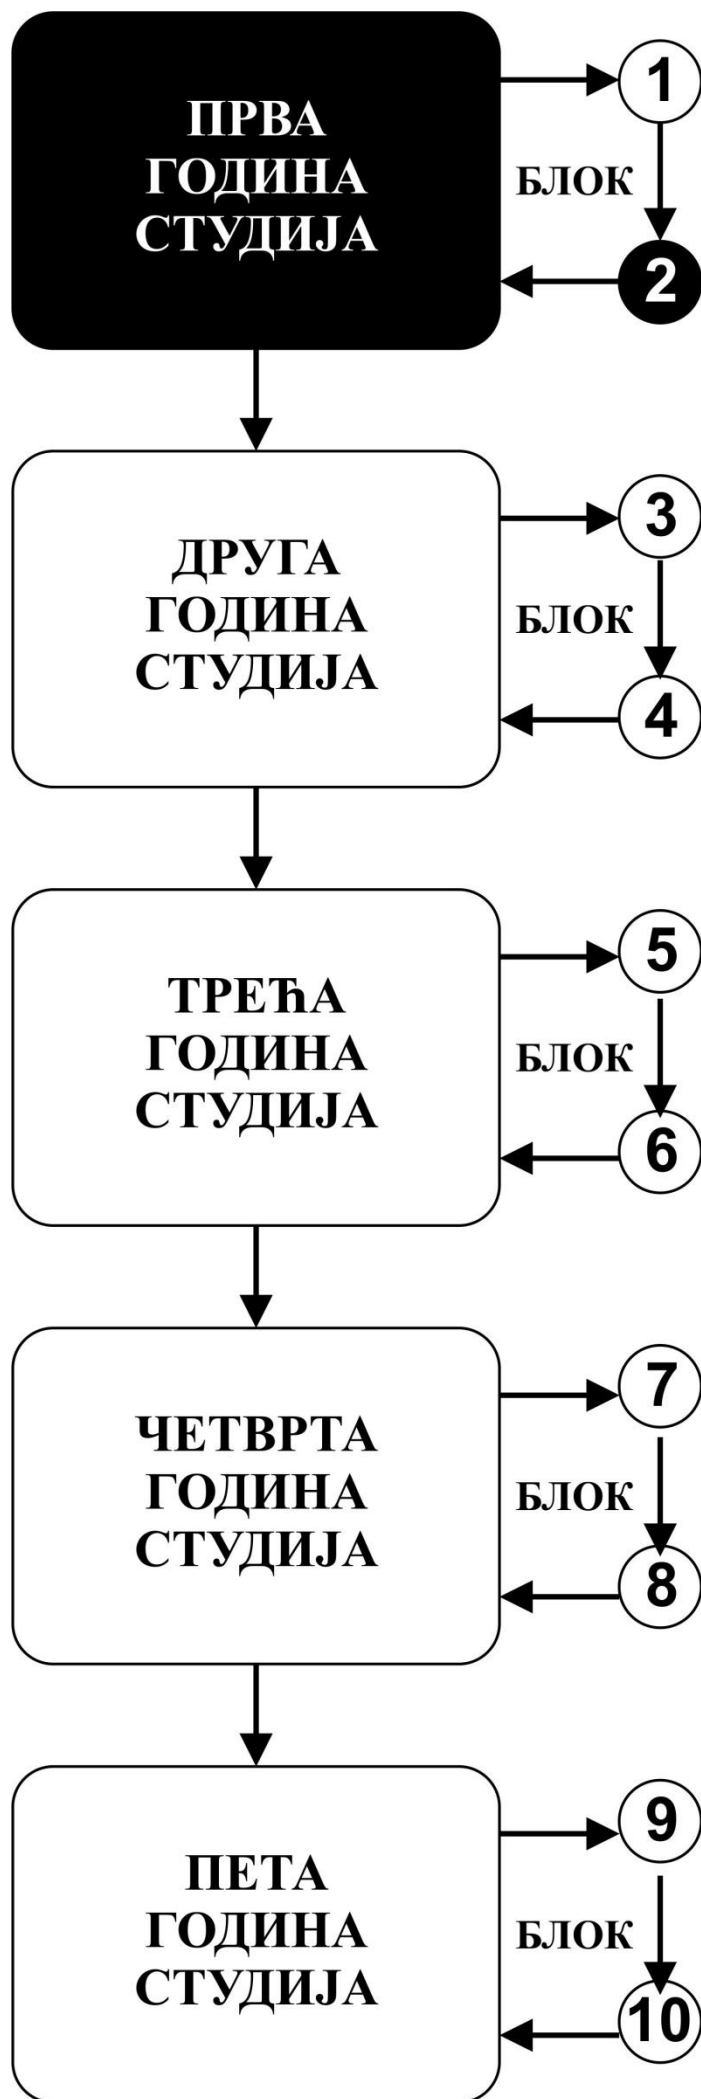 ПРВА
ГОДИНА
СТУДИЈА
1
БЛОК
2
ДРУГА
ГОДИНА
СТУДИЈА
3
БЛОК
4
ТРЕЋА
ГОДИНА
СТУДИЈА
5
БЛОК
6
ЧЕТВРТА
ГОДИНА
СТУДИЈА
7
БЛОК
8
ПЕТА
ГОДИНА
СТУДИЈА
9
БЛОК
10